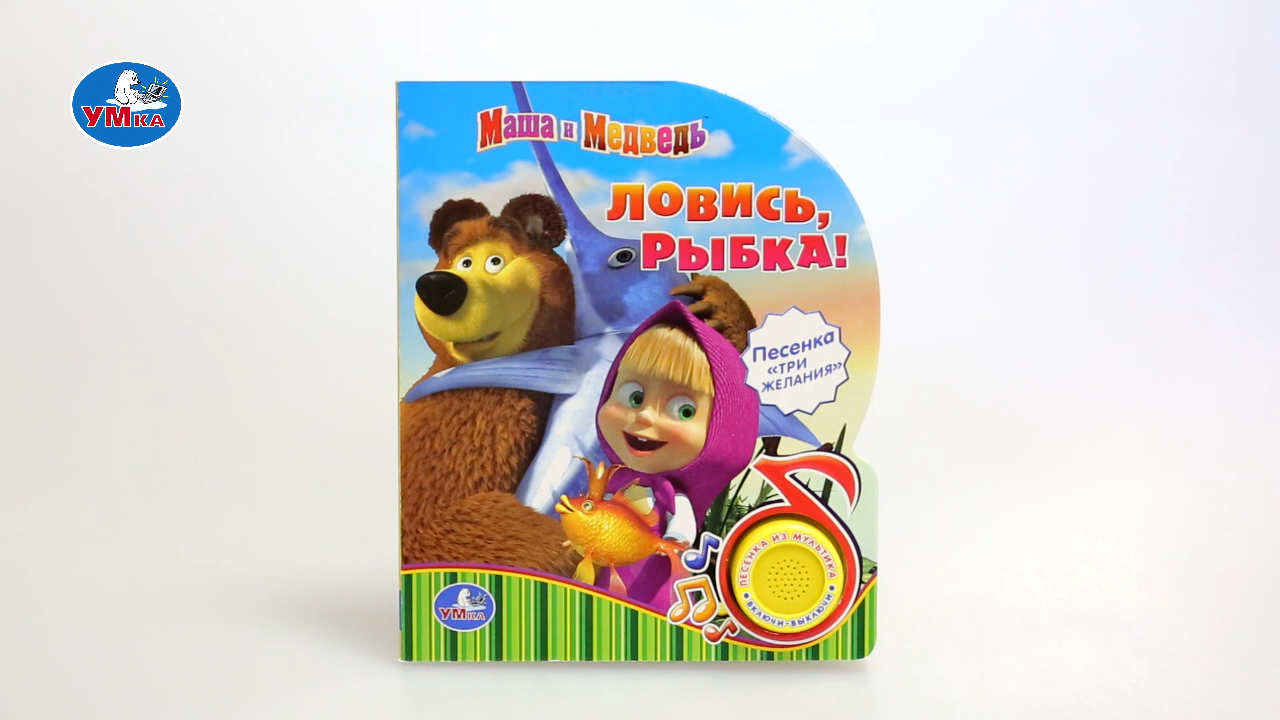 УМка
Маша и Медведь
ЛОВИСЬ,
РЫБКА!
Песенка
«ТРИ
ЖЕЛАНИЯ»
ПЕСЕНКА ИЗ МУЛЬТИКА
• ВКЛЮЧИ-ВЫКЛЮЧИ •
УМка